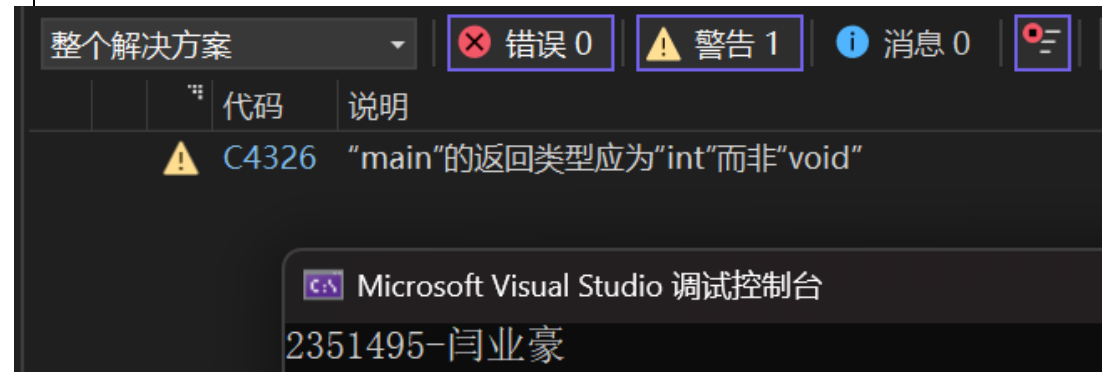 整个解决方案 错误 0 警告 1 消息 0
代码 说明
C4326 “main”的返回类型应为“int”而非“void”
Microsoft Visual Studio 调试控制台
2351495-闫业豪